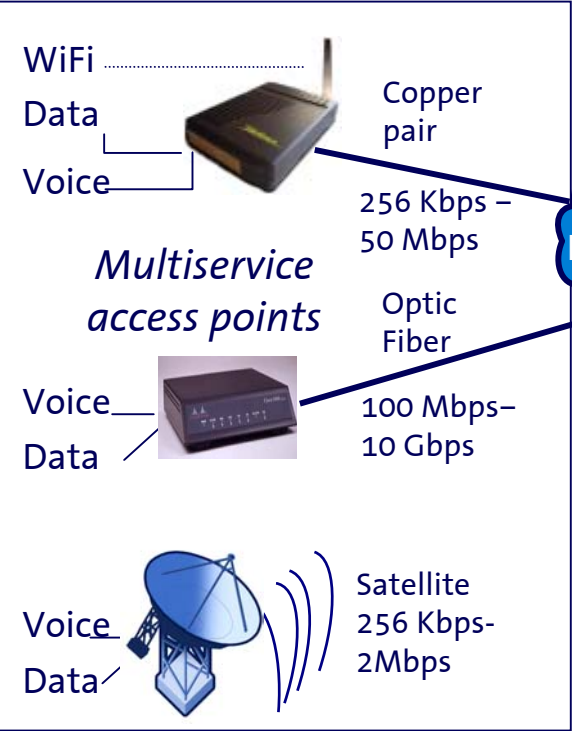 WiFi
Data
Voice
Copper
pair
256 Kbps –
50 Mbps
Multiservice
access points
Optic
Fiber
Voice
Data
100 Mbps–
10 Gbps
Voice
Data
Satellite
256 Kbps-
2Mbps